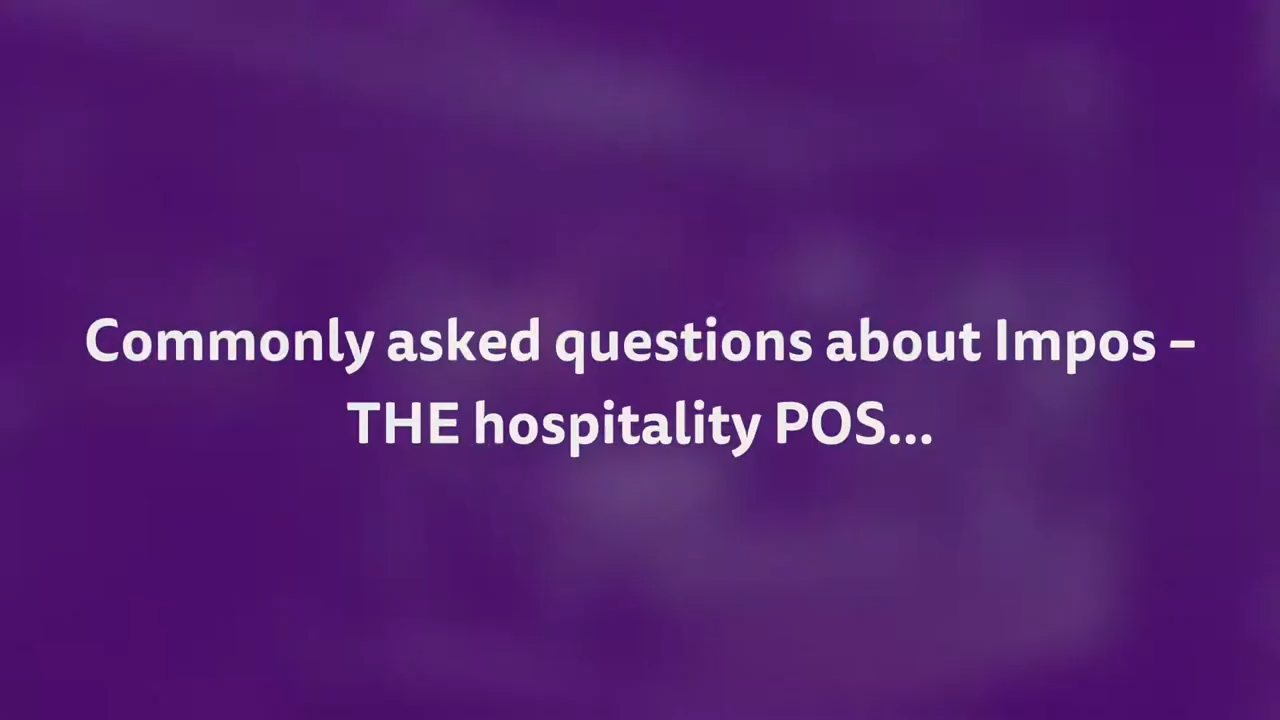 Commonly asked questions about Impos –
THE hospitality POS...